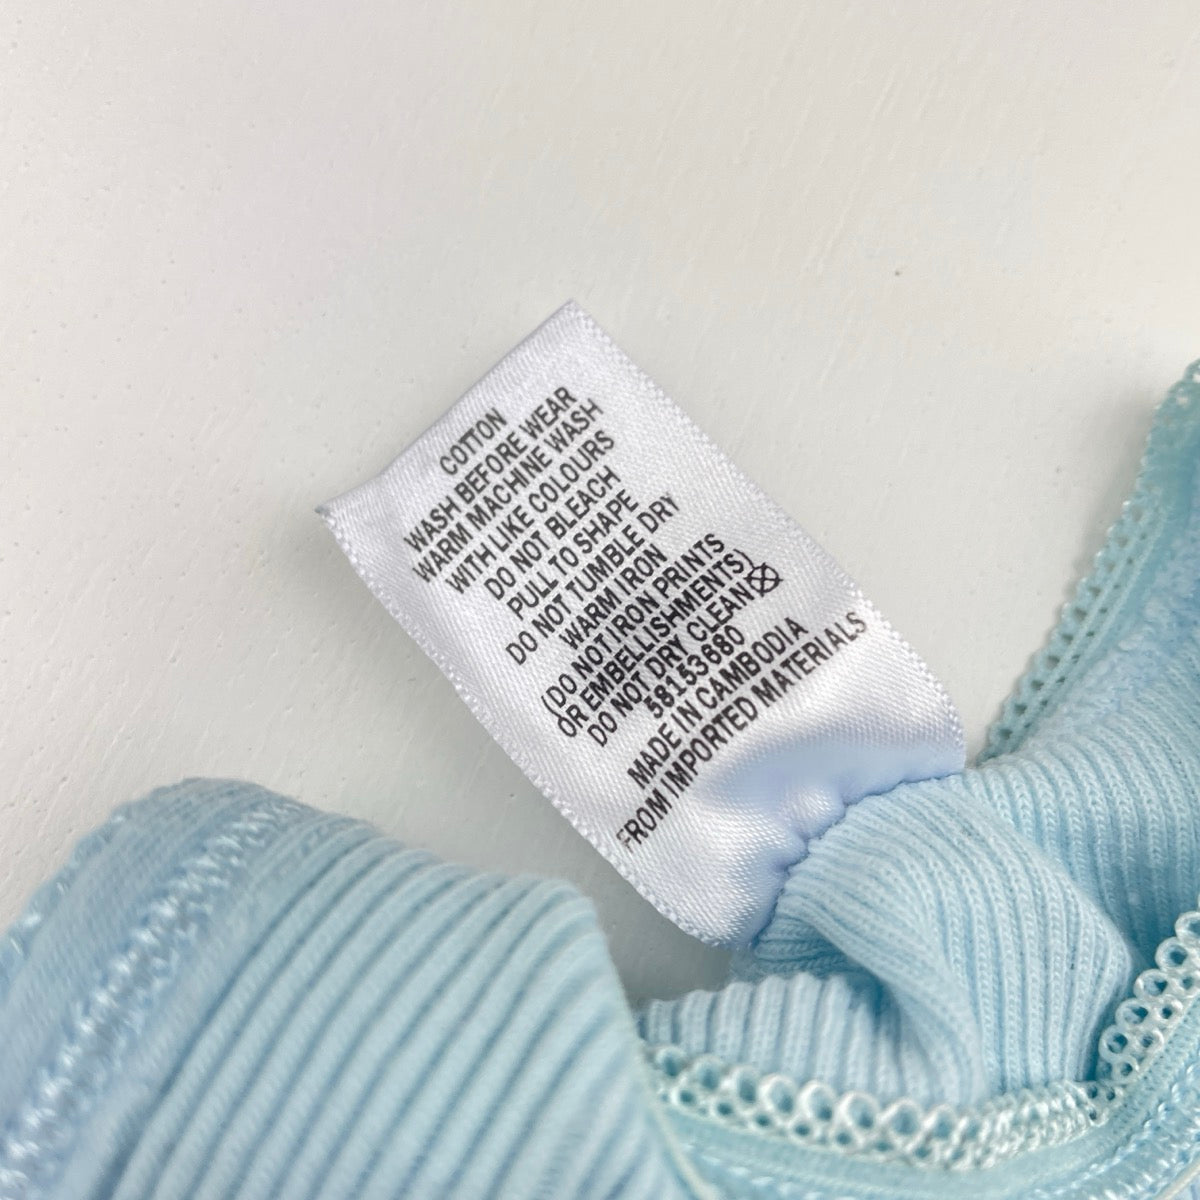 COTTON
WASH BEFORE WEAR
WARM MACHINE WASH
WITH LIKE COLOURS
DO NOT BLEACH
PULL TO SHAPE
DO NOT TUMBLE DRY
WARM IRON
(DO NOT IRON PRINTS
OR EMBELLISHMENTS)
DO NOT DRY CLEAN
58153680
MADE IN CAMBODIA
FROM IMPORTED MATERIALS